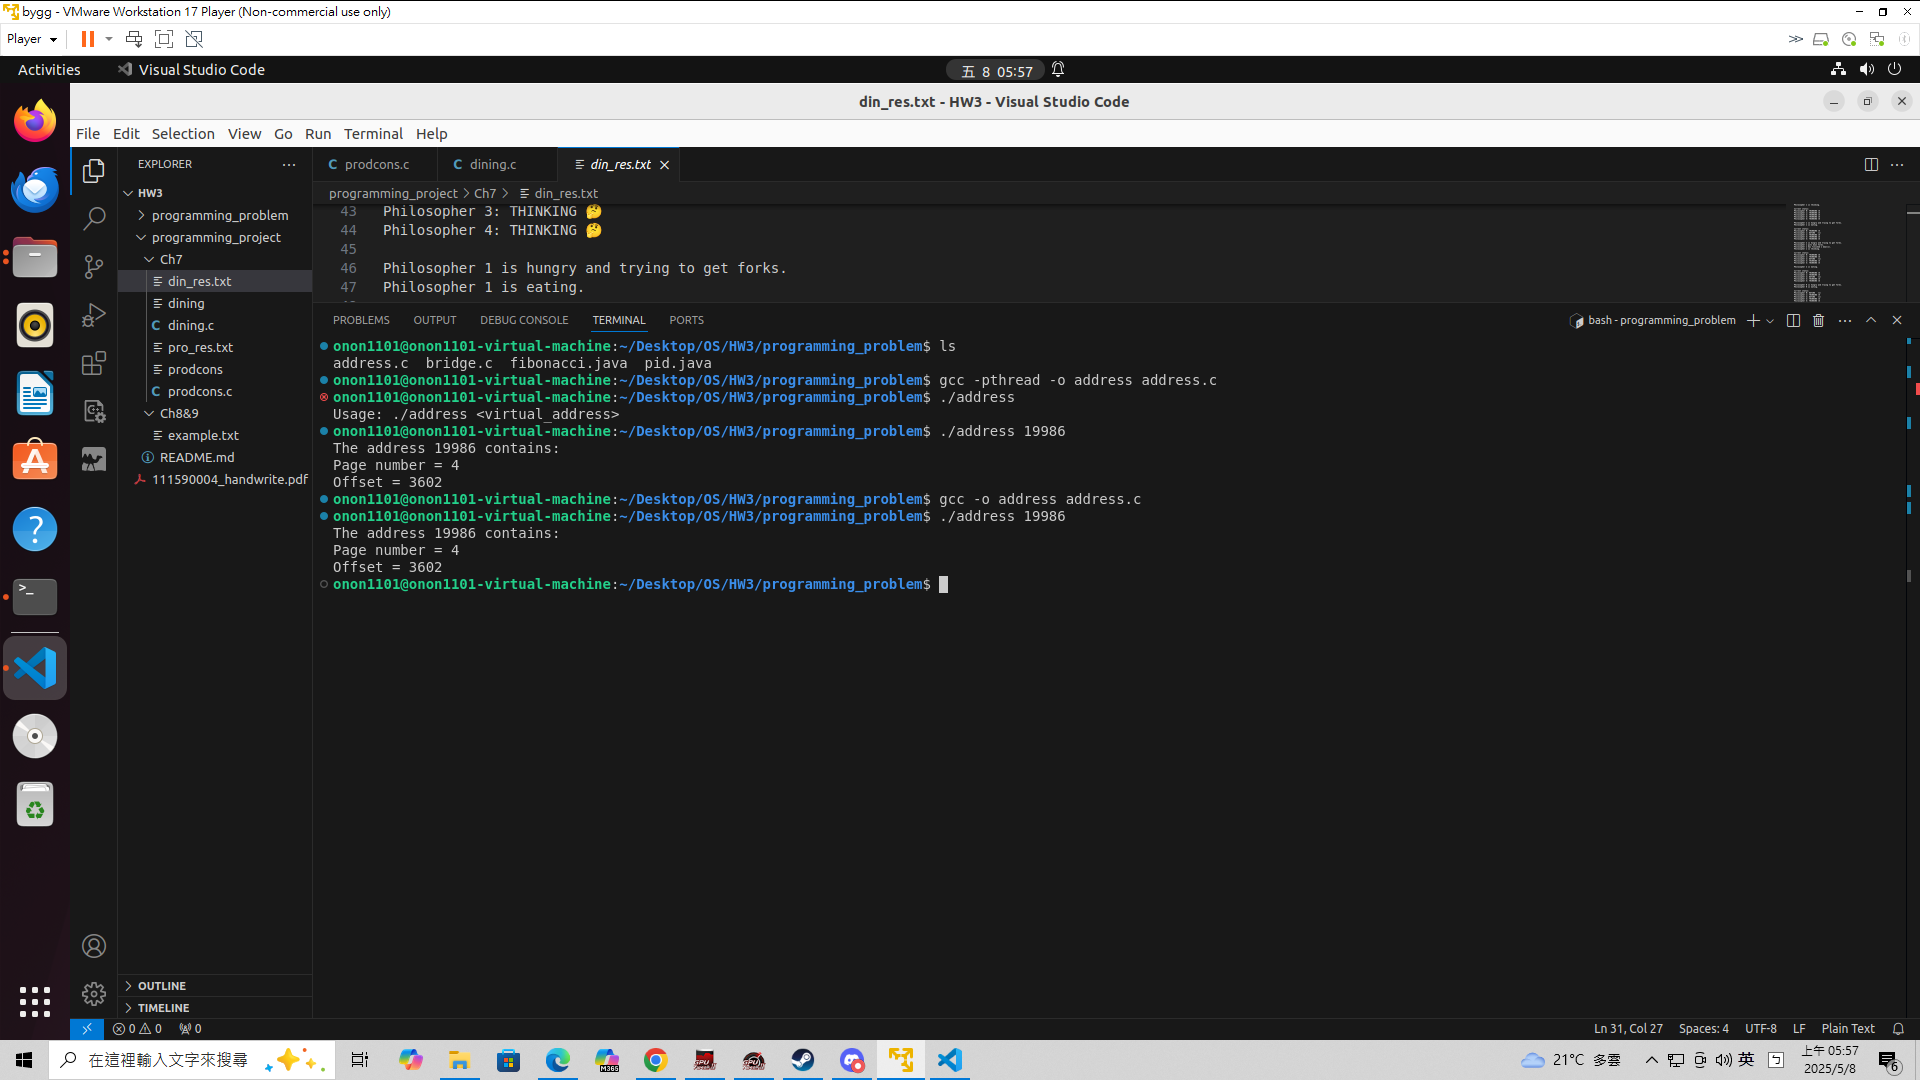 bygg - VMware Workstation 17 Player (Non-commercial use only)
Player
Activities
Visual Studio Code
五 8 05:57
din_res.txt - HW3 - Visual Studio Code
File Edit Selection View Go Run Terminal Help
EXPLORER
HW3
programming_problem
programming_project
Ch7
din_res.txt
dining
dining.c
pro_res.txt
prodcons
prodcons.c
Ch8&9
example.txt
README.md
111590004_handwrite.pdf
OUTLINE
TIMELINE
prodcons.c
dining.c
din_res.txt
programming_project > Ch7 > din_res.txt
43 Philosopher 3: THINKING 🤔
44 Philosopher 4: THINKING 🤔
45
46 Philosopher 1 is hungry and trying to get forks.
47 Philosopher 1 is eating.
PROBLEMS OUTPUT DEBUG CONSOLE TERMINAL PORTS
bash - programming_problem
onon1101@onon1101-virtual-machine:~/Desktop/OS/HW3/programming_problem$ ls
address.c  bridge.c  fibonacci.java  pid.java
onon1101@onon1101-virtual-machine:~/Desktop/OS/HW3/programming_problem$ gcc -pthread -o address address.c
onon1101@onon1101-virtual-machine:~/Desktop/OS/HW3/programming_problem$ ./address
Usage: ./address <virtual_address>
onon1101@onon1101-virtual-machine:~/Desktop/OS/HW3/programming_problem$ ./address 19986
The address 19986 contains:
Page number = 4
Offset = 3602
onon1101@onon1101-virtual-machine:~/Desktop/OS/HW3/programming_problem$ gcc -o address address.c
onon1101@onon1101-virtual-machine:~/Desktop/OS/HW3/programming_problem$ ./address 19986
The address 19986 contains:
Page number = 4
Offset = 3602
onon1101@onon1101-virtual-machine:~/Desktop/OS/HW3/programming_problem$
0 0 0
Ln 31, Col 27 Spaces: 4 UTF-8 LF Plain Text
在這裡輸入文字來搜尋
M365
21°C 多雲
英
上午 05:57
2025/5/8
6